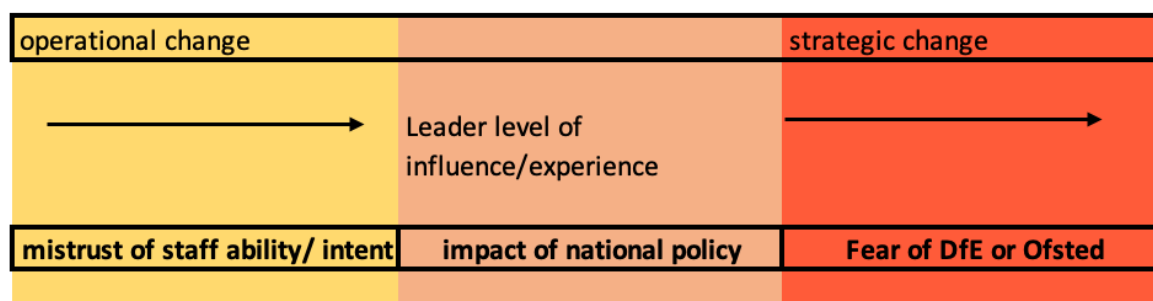 operational change
strategic change
Leader level of
influence/experience
mistrust of staff ability/ intent
impact of national policy
Fear of DfE or Ofsted